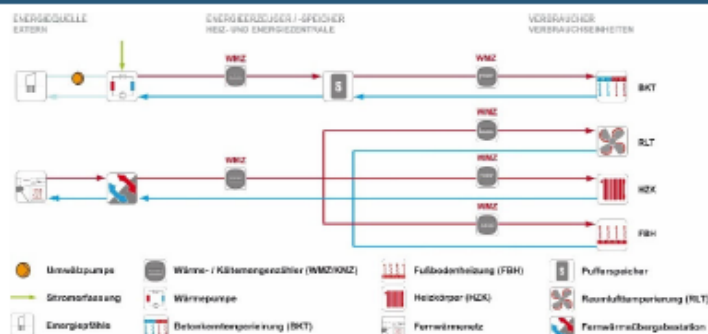 ENERGIEQUELLE
EXTERN
ENERGIEERZEUGER / -SPEICHER
HEIZ- UND ENERGIEZENTRALE
VERBRAUCHER
VERBRAUCHSEINHEITEN
WMZ
WMZ
S
BKT
WMZ
RLT
WMZ
WMZ
HZK
WMZ
FBH
Umwälzpumpe
Wärme- / Kältemengenzähler (WMZ/KMZ)
Fußbodenheizung (FBH)
S
Pufferspeicher
Stromerfassung
Wärmepumpe
Heizkörper (HZK)
Raumlufttemperierung (RLT)
Energiepfähle
Betonkerntemperierung (BKT)
Fernwärmenetz
Fernwärmeübergabestation